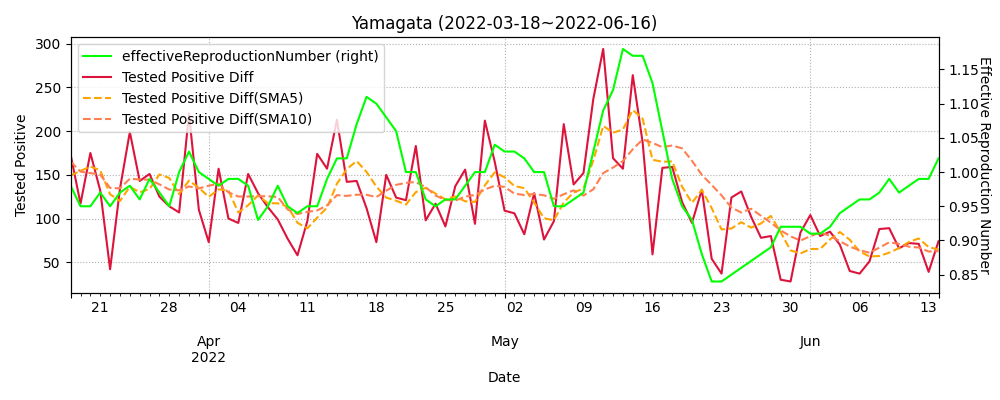 Yamagata (2022-03-18~2022-06-16)
effectiveReproductionNumber (right)
Tested Positive Diff
Tested Positive Diff(SMA5)
Tested Positive Diff(SMA10)
Tested Positive
300
250
200
150
100
50
Effective Reproduction Number
1.15
1.10
1.05
1.00
0.95
0.90
0.85
21 28 04 11 18 25 02 09 16 23 30 06 13
Apr May Jun
2022
Date